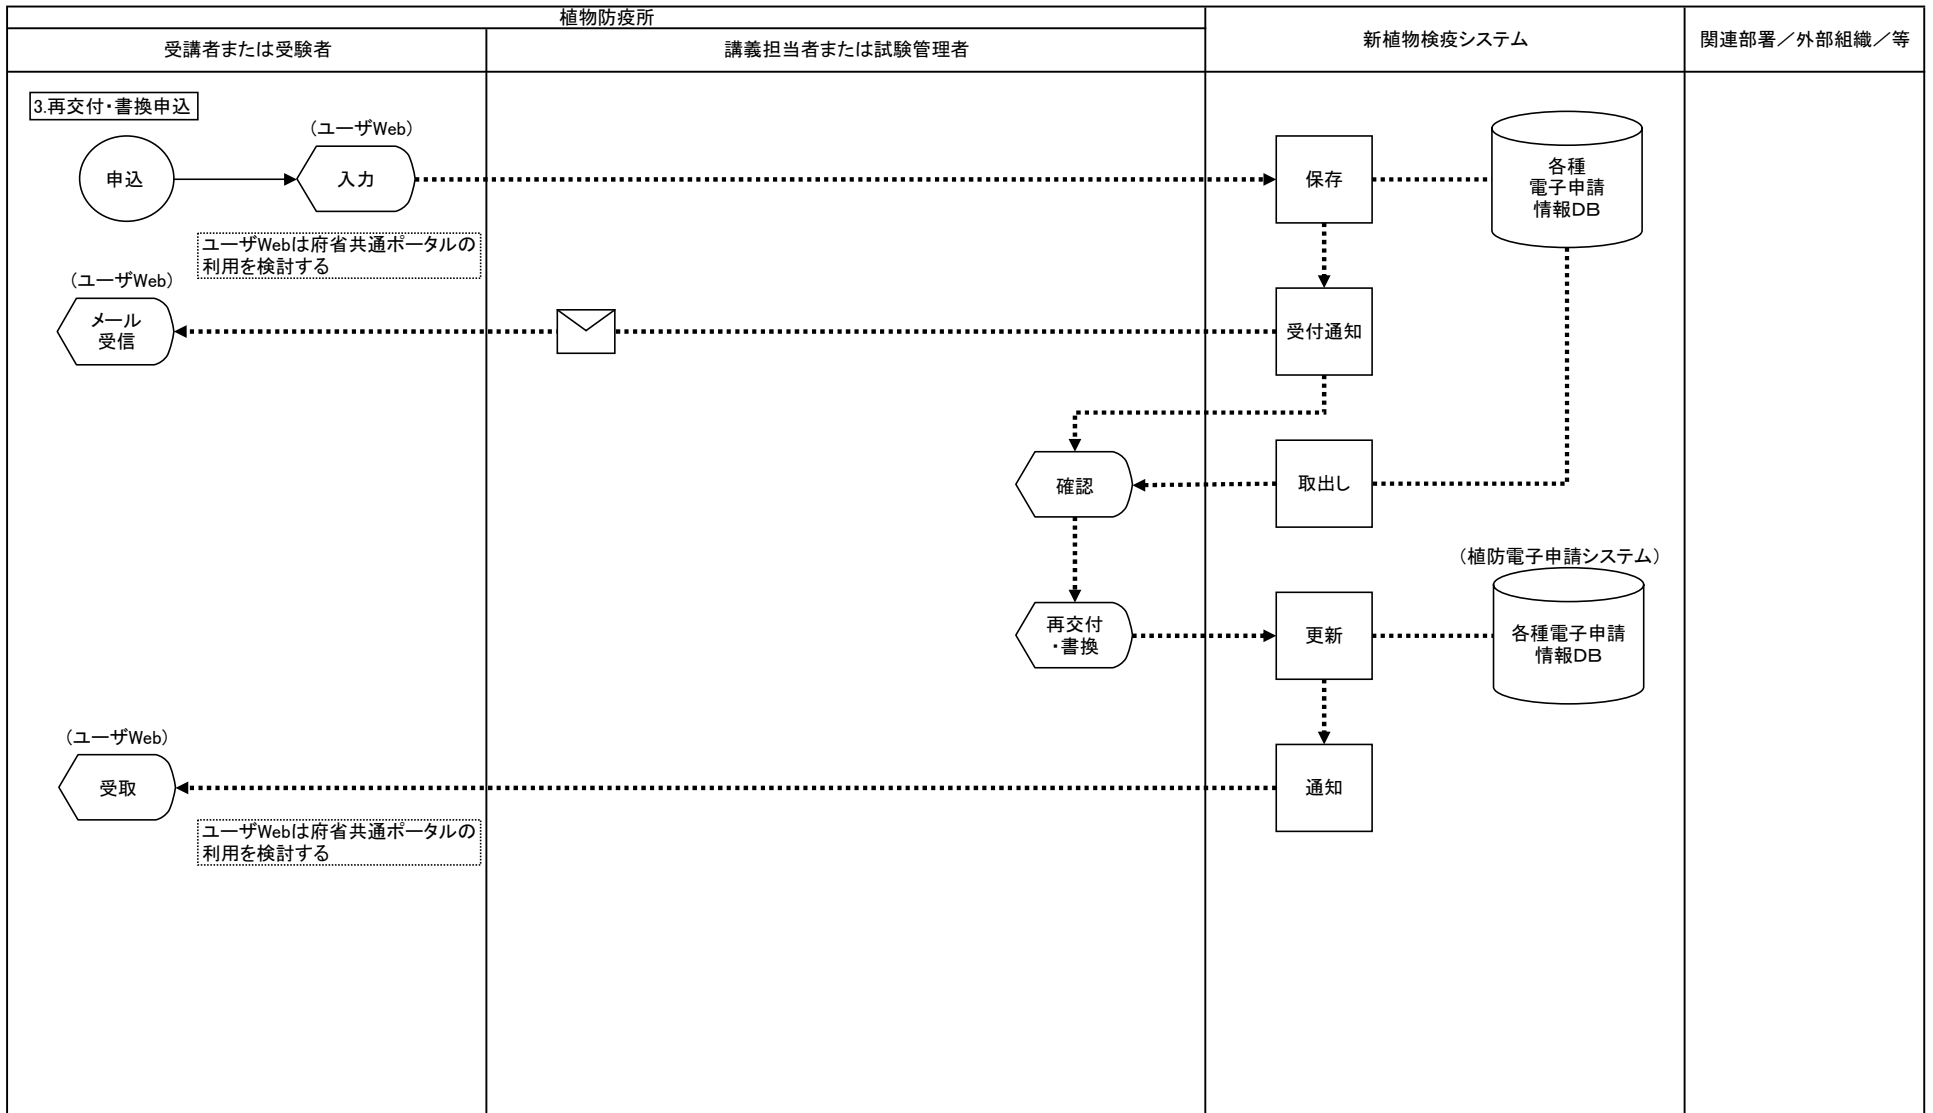 植物防疫所
受講者または受験者
講義担当者または試験管理者
新植物検疫システム
関連部署／外部組織／等
3.再交付・書換申込
（ユーザWeb）
申込
入力
保存
各種
電子申請
情報DB
ユーザWebは府省共通ポータルの
利用を検討する
（ユーザWeb）
メール
受信
受付通知
確認
取出し
（植防電子申請システム）
再交付
・書換
更新
各種電子申請
情報DB
（ユーザWeb）
受取
通知
ユーザWebは府省共通ポータルの
利用を検討する